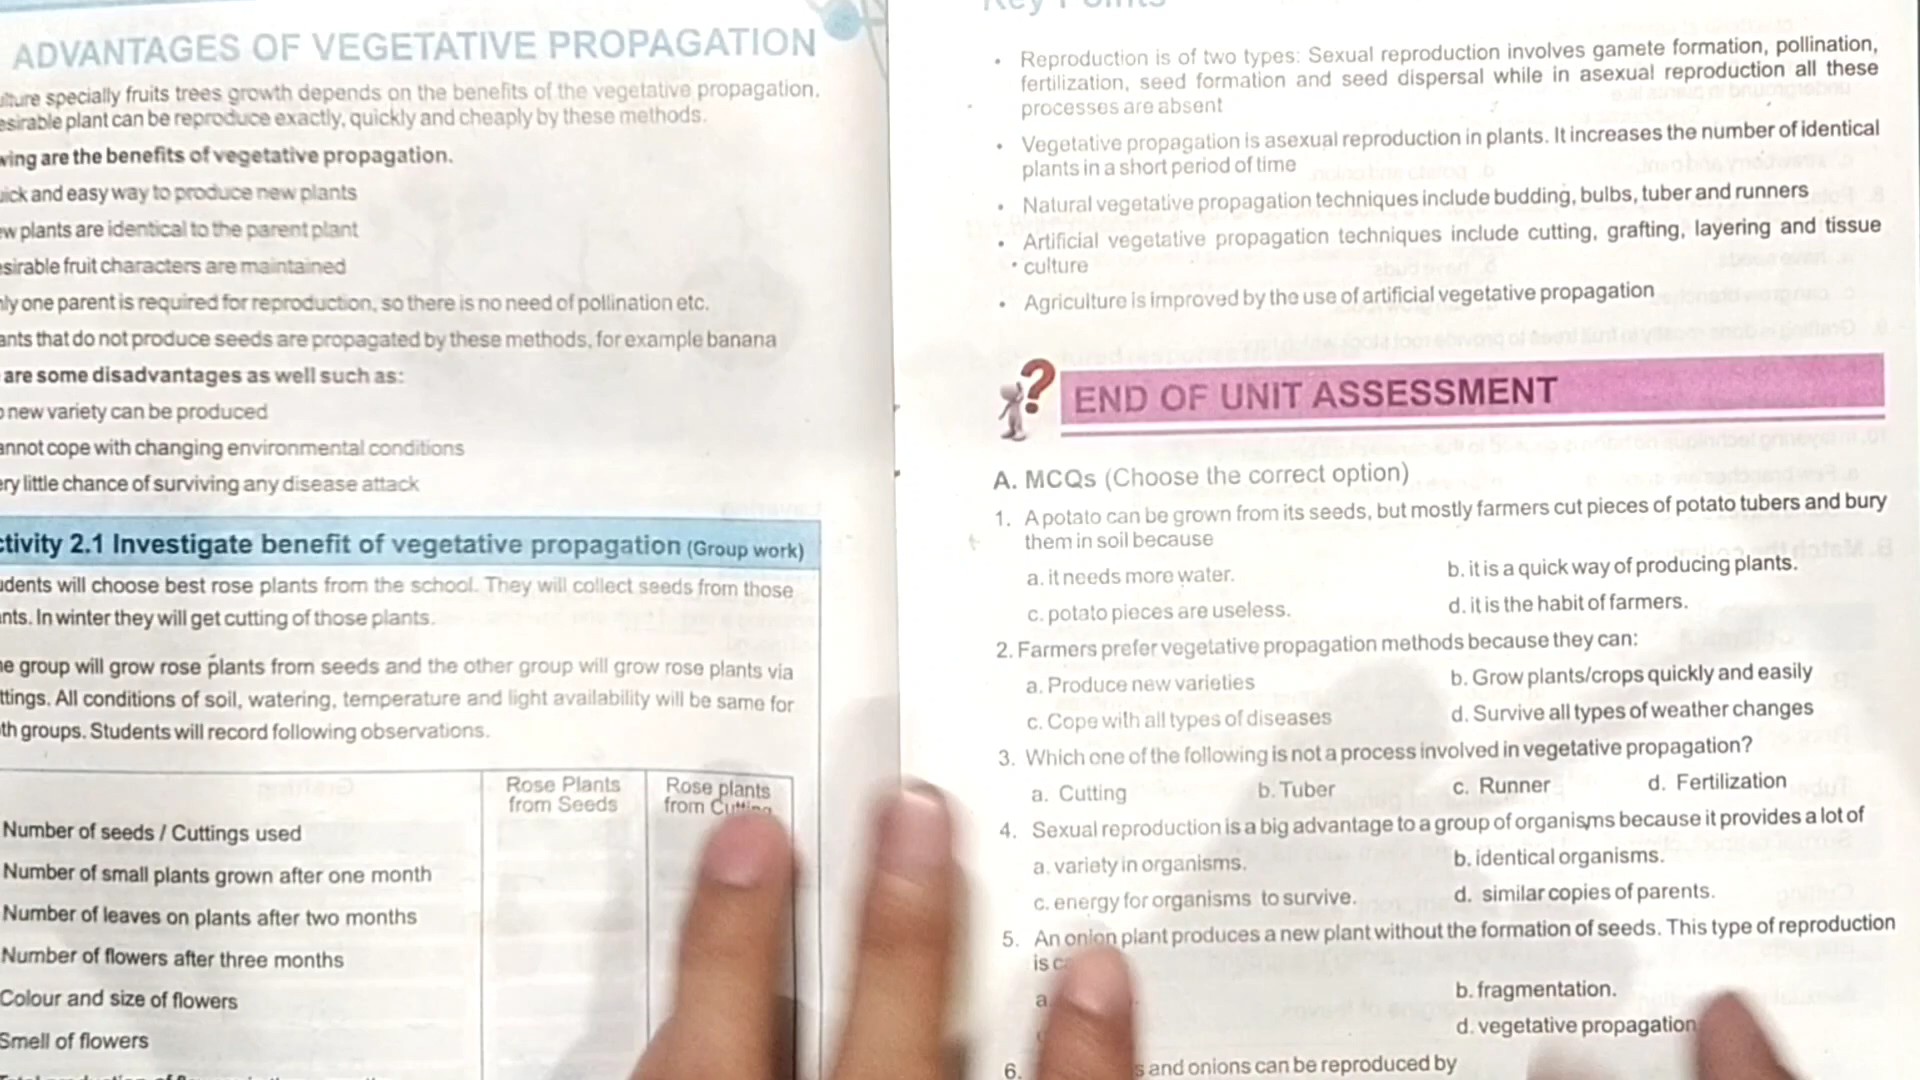 ADVANTAGES OF VEGETATIVE PROPAGATION
specially fruits trees growth depends on the benefits of the vegetative propagation.
plant can be reproduce exactly, quickly and cheaply by these methods.
are the benefits of vegetative propagation.
and easy way to produce new plants
plants are identical to the parent plant
fruit characters are maintained
one parent is required for reproduction, so there is no need of pollination etc.
that do not produce seeds are propagated by these methods, for example banana
are some disadvantages as well such as:
new variety can be produced
cope with changing environmental conditions
little chance of surviving any disease attack
2.1 Investigate benefit of vegetative propagation (Group work)
will choose best rose plants from the school. They will collect seeds from those
In winter they will get cutting of those plants.
group will grow rose plants from seeds and the other group will grow rose plants via
All conditions of soil, watering, temperature and light availability will be same for
groups. Students will record following observations.
Rose Plants from Seeds
Rose plants from
Number of seeds / Cuttings used
Number of small plants grown after one month
Number of leaves on plants after two months
Number of flowers after three months
Colour and size of flowers
Smell of flowers
Key Points
• Reproduction is of two types: Sexual reproduction involves gamete formation, pollination,
fertilization, seed formation and seed dispersal while in asexual reproduction all these
processes are absent
• Vegetative propagation is asexual reproduction in plants. It increases the number of identical
plants in a short period of time
• Natural vegetative propagation techniques include budding, bulbs, tuber and runners
• Artificial vegetative propagation techniques include cutting, grafting, layering and tissue
culture
• Agriculture is improved by the use of artificial vegetative propagation
END OF UNIT ASSESSMENT
A. MCQs (Choose the correct option)
1. A potato can be grown from its seeds, but mostly farmers cut pieces of potato tubers and bury
them in soil because
a. it needs more water. b. it is a quick way of producing plants.
c. potato pieces are useless. d. it is the habit of farmers.
2. Farmers prefer vegetative propagation methods because they can:
a. Produce new varieties b. Grow plants/crops quickly and easily
c. Cope with all types of diseases d. Survive all types of weather changes
3. Which one of the following is not a process involved in vegetative propagation?
a. Cutting b. Tuber c. Runner d. Fertilization
4. Sexual reproduction is a big advantage to a group of organisms because it provides a lot of
a. variety in organisms. b. identical organisms.
c. energy for organisms to survive. d. similar copies of parents.
5. An onion plant produces a new plant without the formation of seeds. This type of reproduction
is
a. b. fragmentation.
d. vegetative propagation
6. and onions can be reproduced by